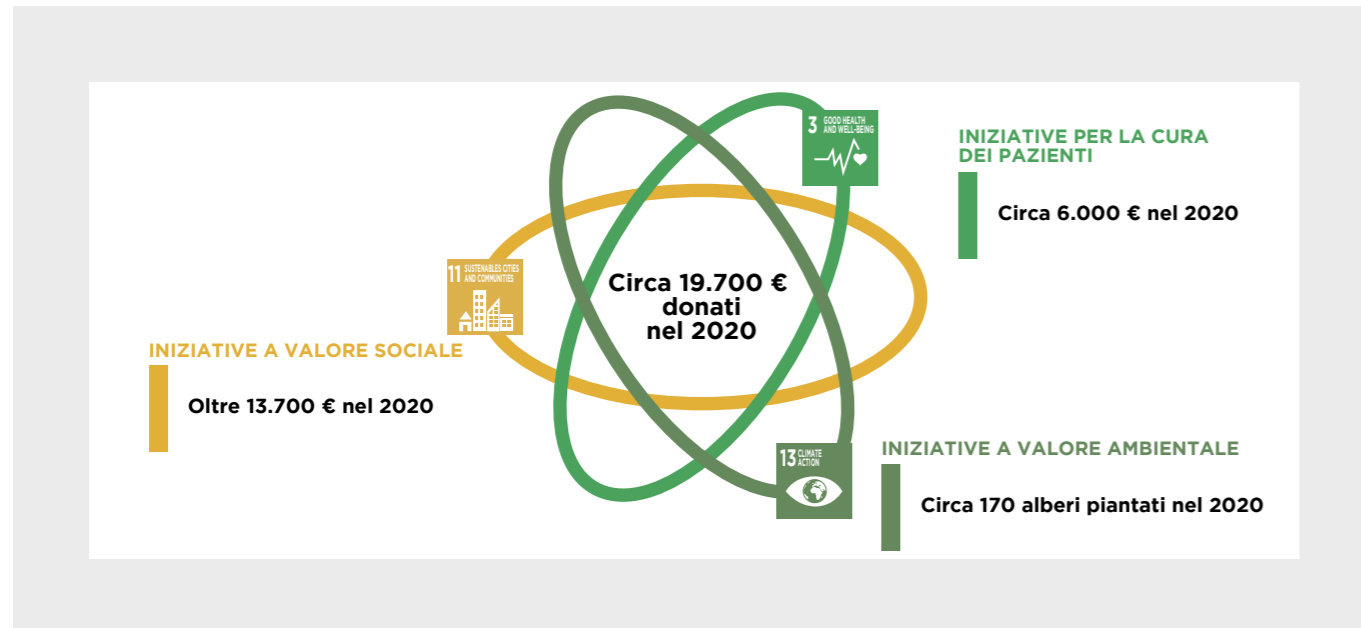 3 GOOD HEALTH
AND WELL-BEING
INIZIATIVE PER LA CURA
DEI PAZIENTI
Circa 6.000 € nel 2020
11 SUSTENABLES CITIES
AND COMMUNITIES
Circa 19.700 €
donati
nel 2020
INIZIATIVE A VALORE SOCIALE
Oltre 13.700 € nel 2020
13 CLIMATE
ACTION
INIZIATIVE A VALORE AMBIENTALE
Circa 170 alberi piantati nel 2020